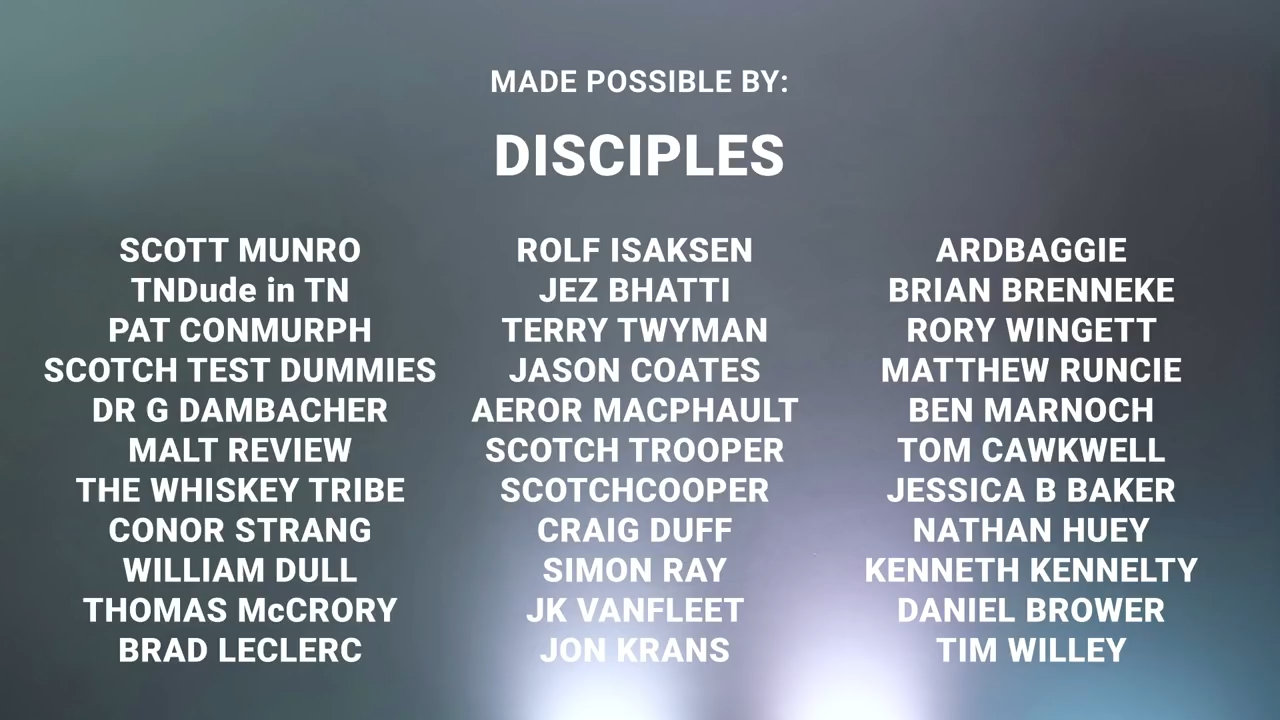 MADE POSSIBLE BY:
DISCIPLES
SCOTT MUNRO
TNDude in TN
PAT CONMURPH
SCOTCH TEST DUMMIES
DR G DAMBACHER
MALT REVIEW
THE WHISKEY TRIBE
CONOR STRANG
WILLIAM DULL
THOMAS McCRORY
BRAD LECLERC
ROLF ISAKSEN
JEZ BHATTI
TERRY TWYMAN
JASON COATES
AEROR MACPHAULT
SCOTCH TROOPER
SCOTCHCOOPER
CRAIG DUFF
SIMON RAY
JK VANFLEET
JON KRANS
ARDBAGGIE
BRIAN BRENNEKE
RORY WINGETT
MATTHEW RUNCIE
BEN MARNOCH
TOM CAWKWELL
JESSICA B BAKER
NATHAN HUEY
KENNETH KENNELTY
DANIEL BROWER
TIM WILLEY